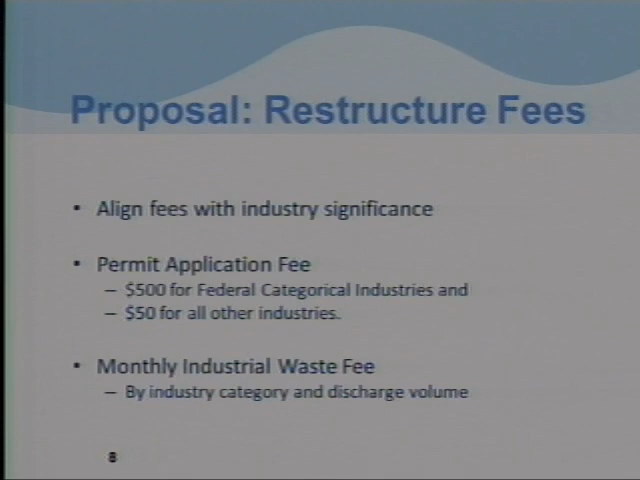 Proposal: Restructure Fees
• Align fees with industry significance
• Permit Application Fee
– $500 for Federal Categorical Industries and
– $50 for all other industries.
• Monthly Industrial Waste Fee
– By industry category and discharge volume
8